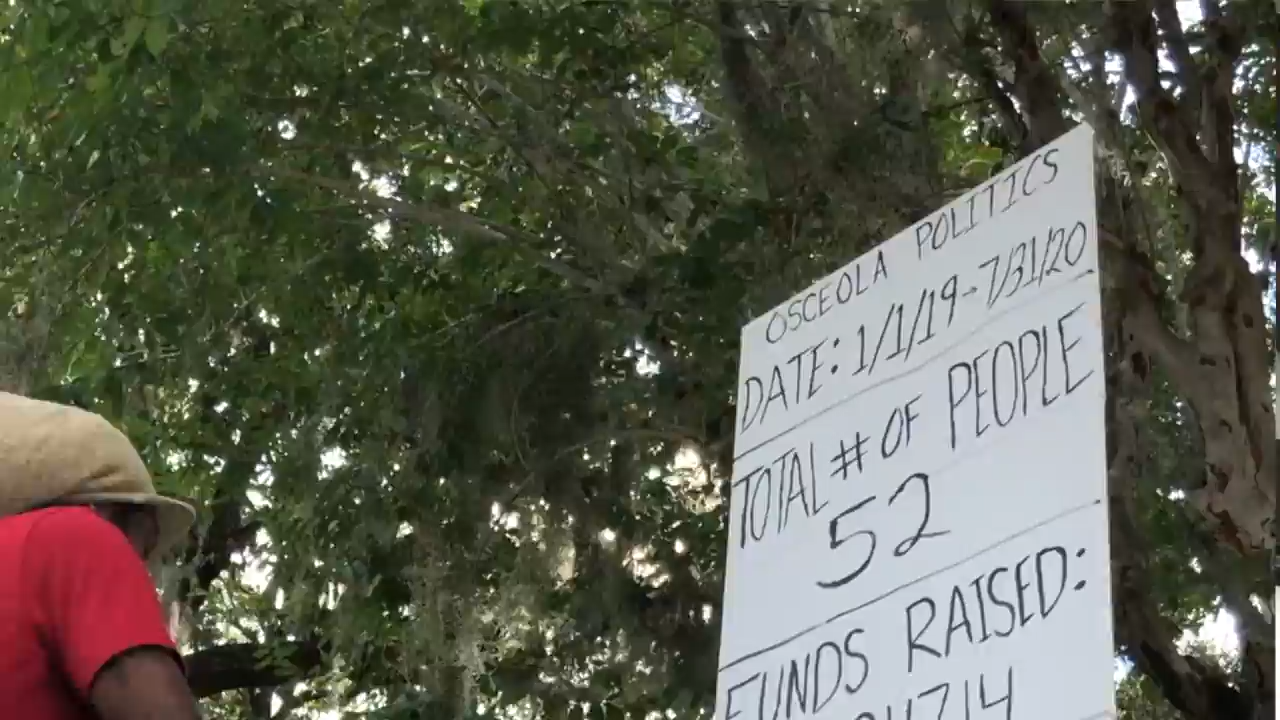 OSCEOLA POLITICS
DATE: 1/1/19-7/31/20
TOTAL # OF PEOPLE
52
FUNDS RAISED: